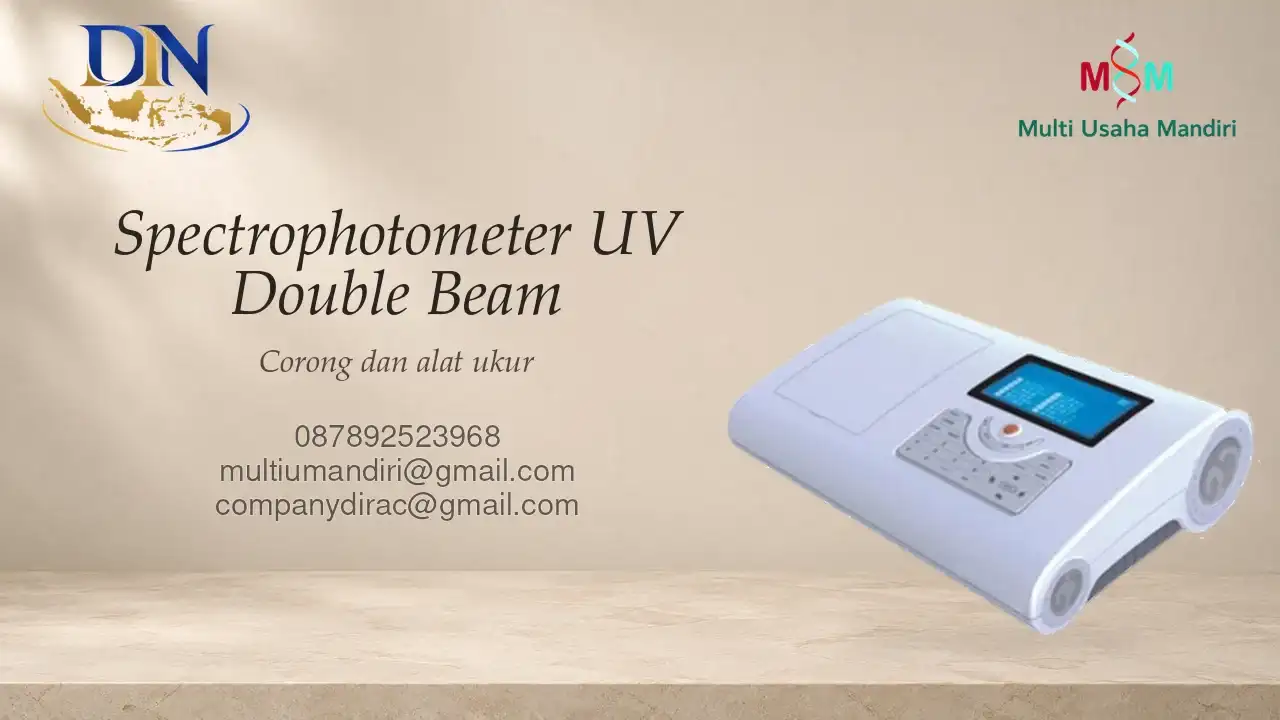 DIN
MSM
Multi Usaha Mandiri
Spectrophotometer UV
Double Beam
Corong dan alat ukur
087892523968
multiumandiri@gmail.com
companydirac@gmail.com